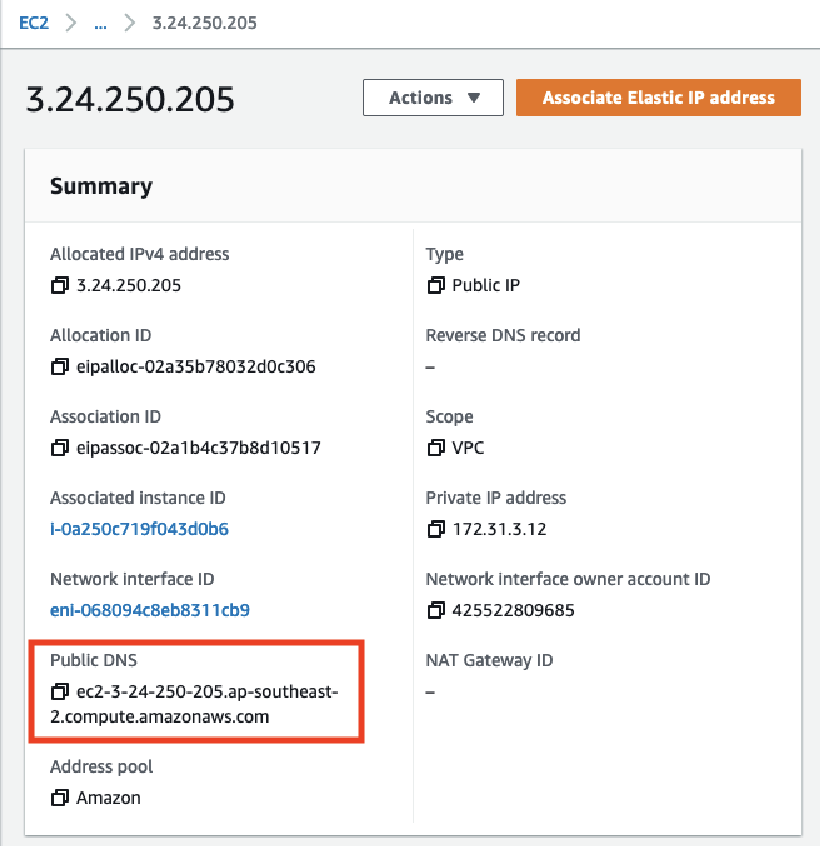 EC2 > ... > 3.24.250.205
3.24.250.205
Actions ▼
Associate Elastic IP address
Summary
Allocated IPv4 address
3.24.250.205
Type
Public IP
Allocation ID
eipalloc-02a35b78032d0c306
Reverse DNS record
–
Association ID
eipassoc-02a1b4c37b8d10517
Scope
VPC
Associated instance ID
i-0a250c719f043d0b6
Private IP address
172.31.3.12
Network interface ID
eni-068094c8eb8311cb9
Network interface owner account ID
425522809685
Public DNS
ec2-3-24-250-205.ap-southeast-
2.compute.amazonaws.com
NAT Gateway ID
–
Address pool
Amazon